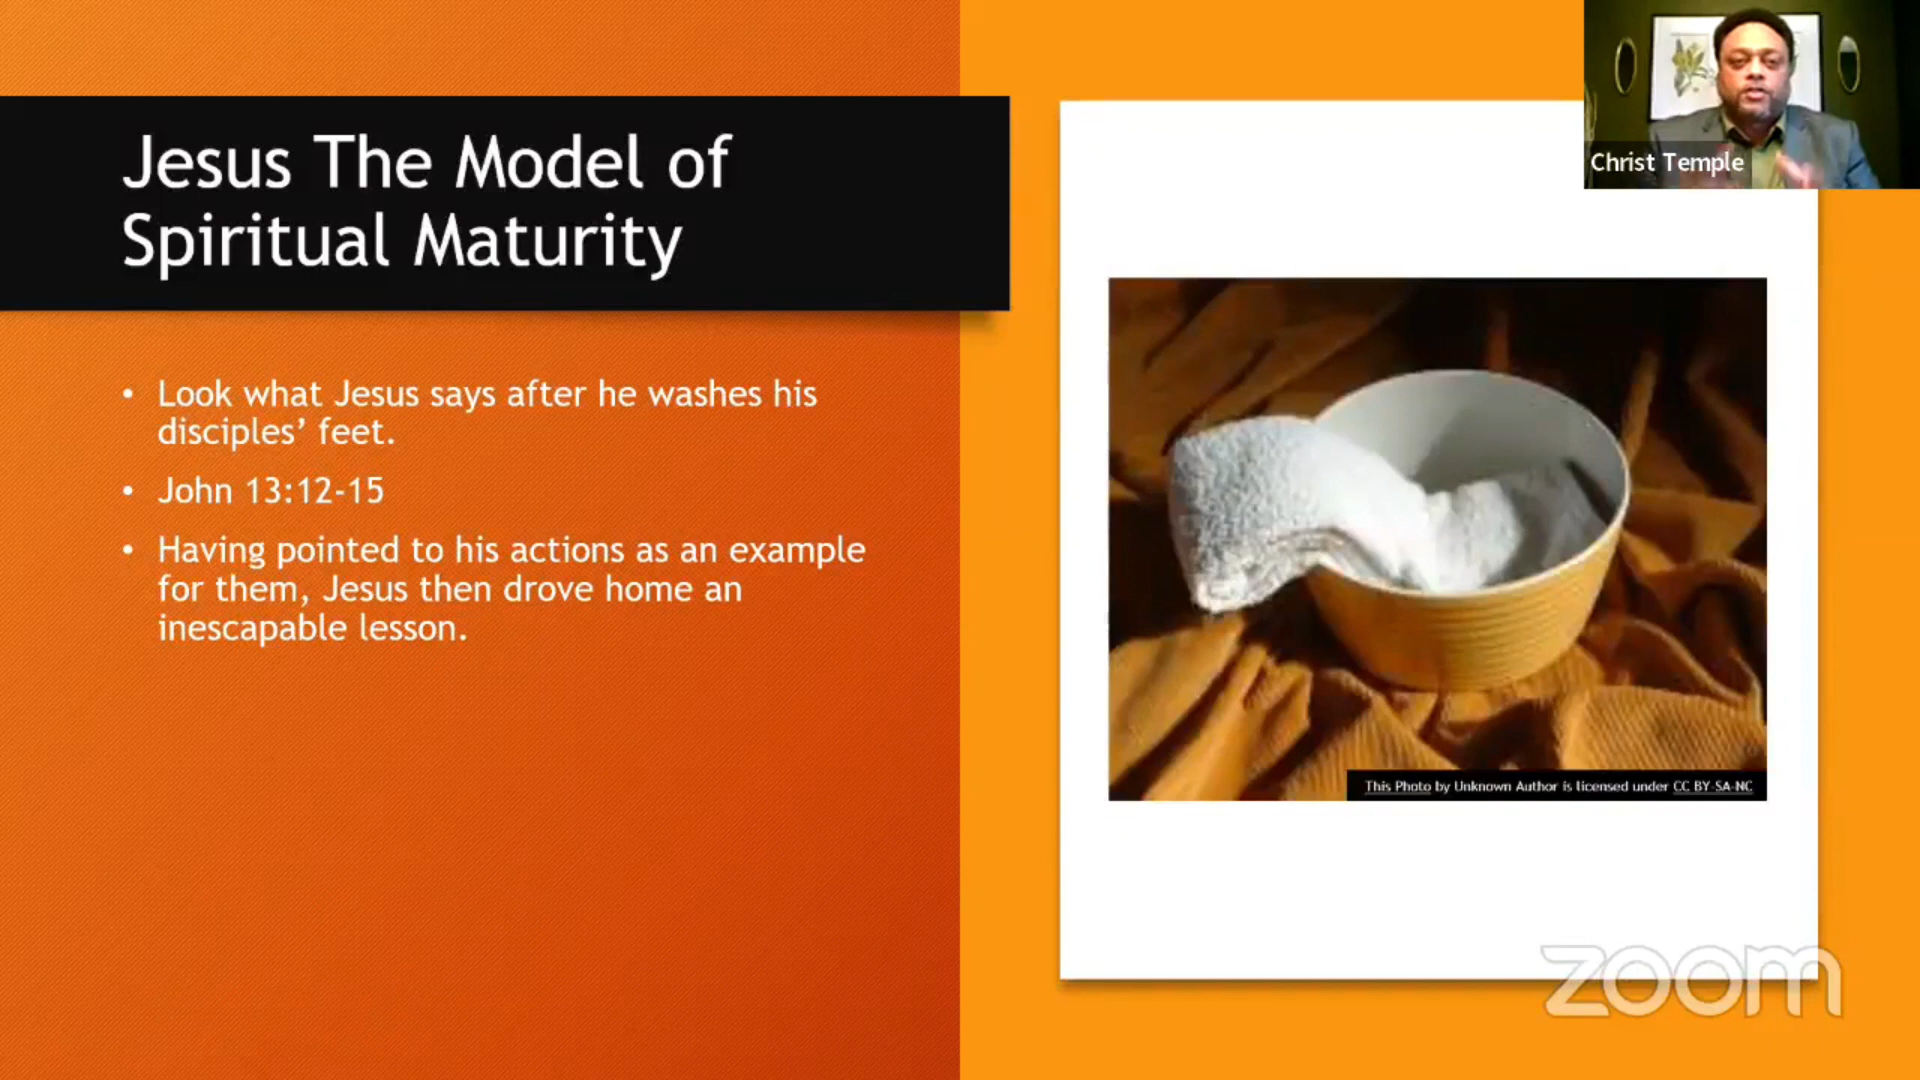 Jesus The Model of
Spiritual Maturity
• Look what Jesus says after he washes his
disciples’ feet.
• John 13:12-15
• Having pointed to his actions as an example
for them, Jesus then drove home an
inescapable lesson.
Christ Temple
This Photo by Unknown Author is licensed under CC BY-SA-NC
zoom